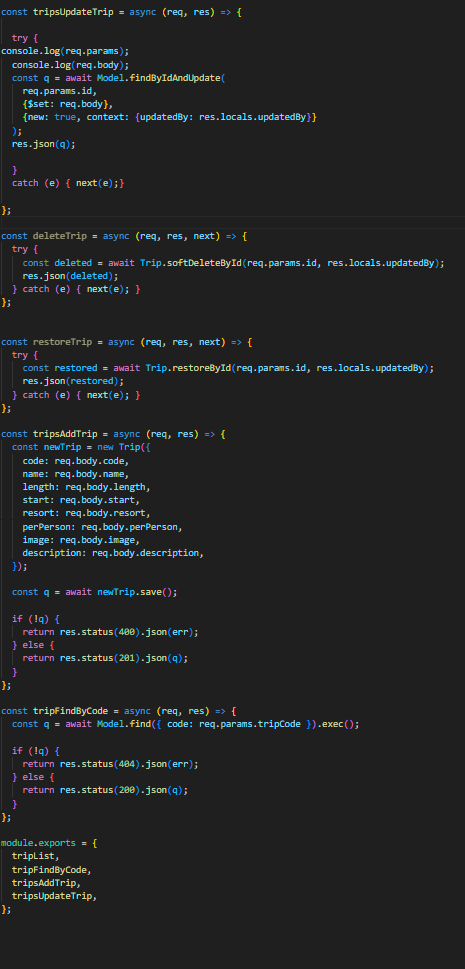 const tripsUpdateTrip = async (req, res) => {
try {
console.log(req.params);
console.log(req.body);
const q = await Model.findByIdAndUpdate(
req.params.id,
{$set: req.body},
{new: true, context: {updatedBy: res.locals.updatedBy}}
);
res.json(q);
}
catch (e) { next(e);}
};
const deleteTrip = async (req, res, next) => {
try {
const deleted = await Trip.softDeleteById(req.params.id, res.locals.updatedBy);
res.json(deleted);
} catch (e) { next(e); }
};
const restoreTrip = async (req, res, next) => {
try {
const restored = await Trip.restoreById(req.params.id, res.locals.updatedBy);
res.json(restored);
} catch (e) { next(e); }
};
const tripsAddTrip = async (req, res) => {
const newTrip = new Trip({
code: req.body.code,
name: req.body.name,
length: req.body.length,
start: req.body.start,
resort: req.body.resort,
perPerson: req.body.perPerson,
image: req.body.image,
description: req.body.description,
});
const q = await newTrip.save();
if (!q) {
return res.status(400).json(err);
} else {
return res.status(201).json(q);
}
};
const tripFindByCode = async (req, res) => {
const q = await Model.find({ code: req.params.tripCode }).exec();
if (!q) {
return res.status(404).json(err);
} else {
return res.status(200).json(q);
}
};
module.exports = {
tripList,
tripFindByCode,
tripsAddTrip,
tripsUpdateTrip,
};